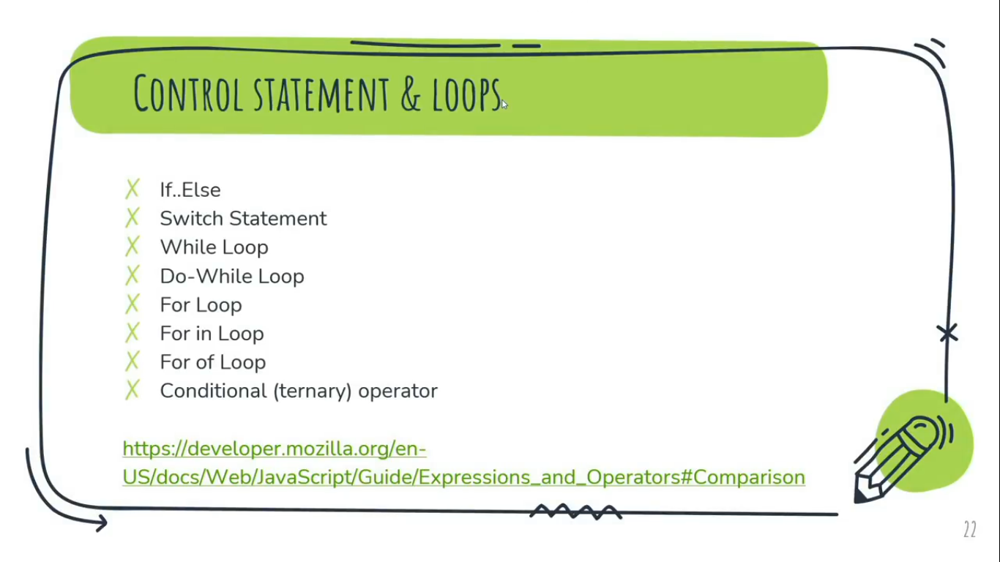 Control statement & loops
If..Else
Switch Statement
While Loop
Do-While Loop
For Loop
For in Loop
For of Loop
Conditional (ternary) operator
https://developer.mozilla.org/en-
US/docs/Web/JavaScript/Guide/Expressions_and_Operators#Comparison
22